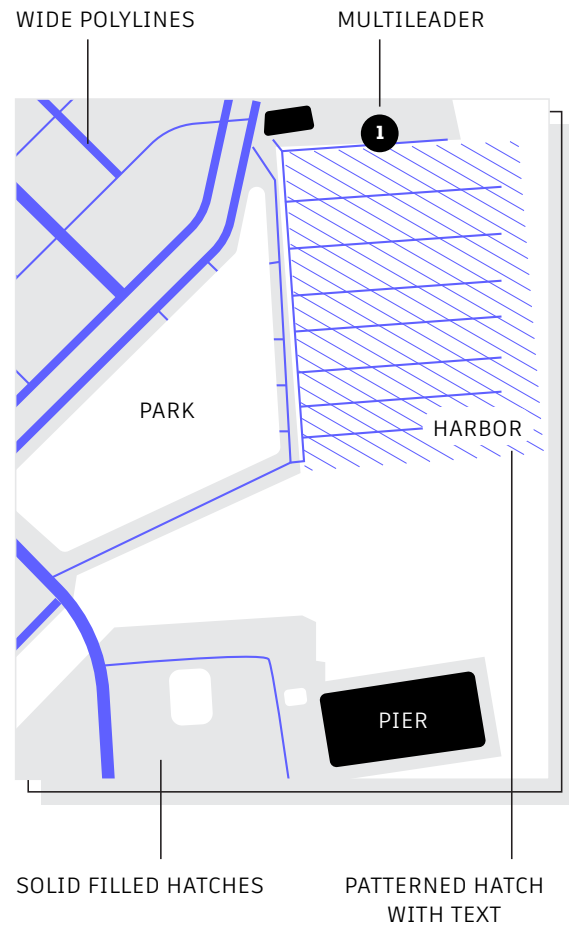 WIDE POLYLINES
MULTILEADER
1
PARK
HARBOR
PIER
SOLID FILLED HATCHES
PATTERNED HATCH
WITH TEXT